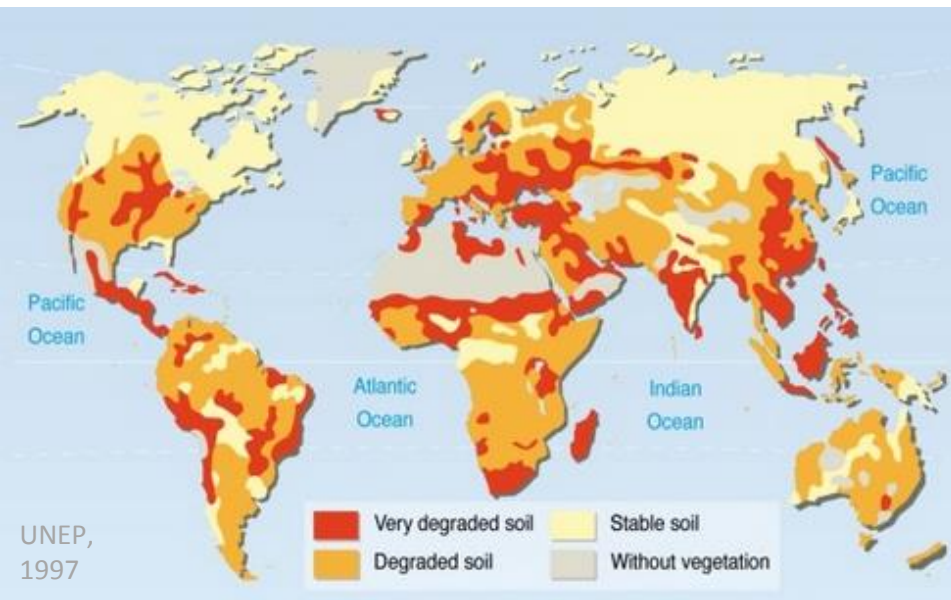 Pacific
Ocean
Pacific
Ocean
Atlantic
Ocean
Indian
Ocean
Very degraded soil
Stable soil
Degraded soil
Without vegetation
UNEP,
1997